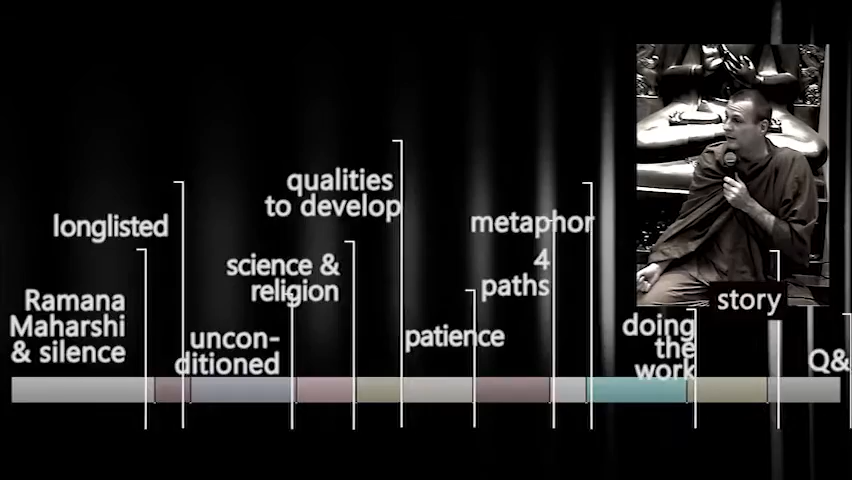 Ramana
Maharshi
& silence
longlisted
uncon-
ditioned
science &
religion
qualities
to develop
patience
metaphor
4
paths
doing
the
work
story
Q&